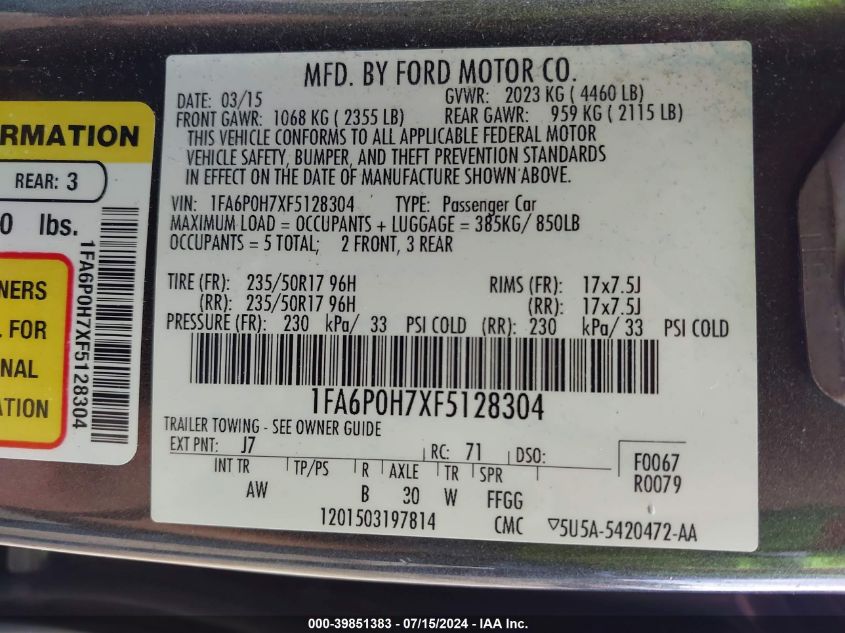 MFD. BY FORD MOTOR CO.
DATE: 03/15 GVWR: 2023 KG ( 4460 LB)
FRONT GAWR: 1068 KG ( 2355 LB) REAR GAWR: 959 KG ( 2115 LB)
THIS VEHICLE CONFORMS TO ALL APPLICABLE FEDERAL MOTOR
VEHICLE SAFETY, BUMPER, AND THEFT PREVENTION STANDARDS
IN EFFECT ON THE DATE OF MANUFACTURE SHOWN ABOVE.
VIN: 1FA6P0H7XF5128304 TYPE: Passenger Car
MAXIMUM LOAD = OCCUPANTS + LUGGAGE = 385KG/ 850LB
OCCUPANTS = 5 TOTAL; 2 FRONT, 3 REAR
TIRE (FR): 235/50R17 96H RIMS (FR): 17x7.5J
(RR): 235/50R17 96H (RR): 17x7.5J
PRESSURE (FR): 230 kPa/ 33 PSI COLD (RR): 230 kPa/ 33 PSI COLD
1FA6P0H7XF5128304
TRAILER TOWING - SEE OWNER GUIDE
EXT PNT: J7 RC: 71 DSO:
F0067
R0079
INT TR TP/PS R AXLE TR SPR
AW B 30 W FFGG
1201503197814 CMC ▽5U5A-5420472-AA
RMATION
REAR: 3
0 lbs.
NERS
. FOR
NAL
ATION
1FA6P0H7XF5128304
000-39851383 / 07/15/2024 - IAA Inc.